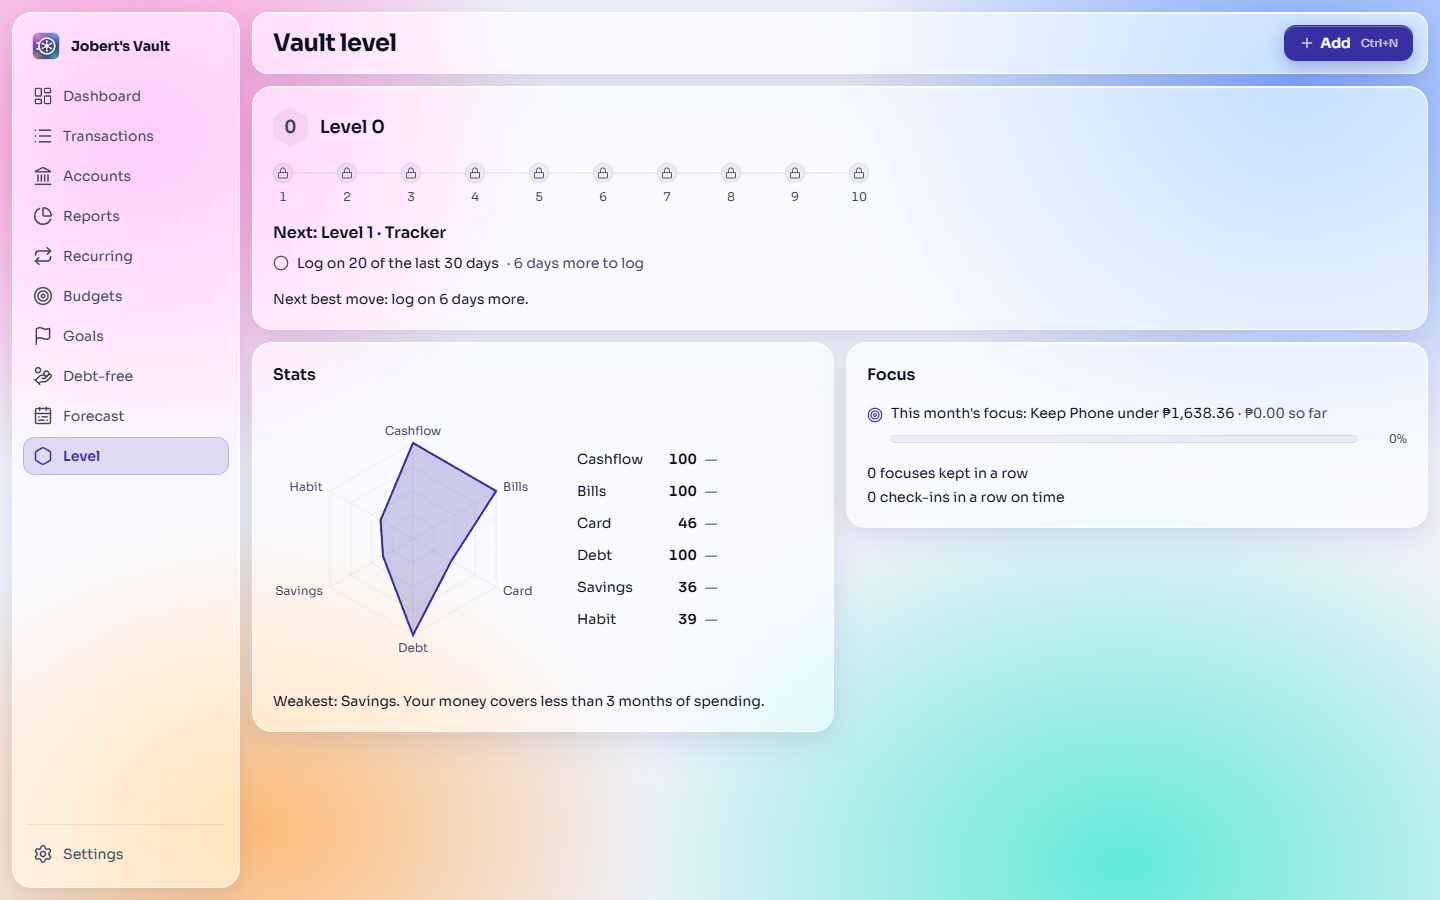 Jobert's Vault
Dashboard
Transactions
Accounts
Reports
Recurring
Budgets
Goals
Debt-free
Forecast
Level
Settings
Vault level
Add Ctrl+N
0 Level 0
1 2 3 4 5 6 7 8 9 10
Next: Level 1 · Tracker
Log on 20 of the last 30 days · 6 days more to log
Next best move: log on 6 days more.
Stats
Cashflow
Habit
Bills
Savings
Card
Debt
Cashflow 100 —
Bills 100 —
Card 46 —
Debt 100 —
Savings 36 —
Habit 39 —
Weakest: Savings. Your money covers less than 3 months of spending.
Focus
This month's focus: Keep Phone under ₱1,638.36 · ₱0.00 so far
0%
0 focuses kept in a row
0 check-ins in a row on time